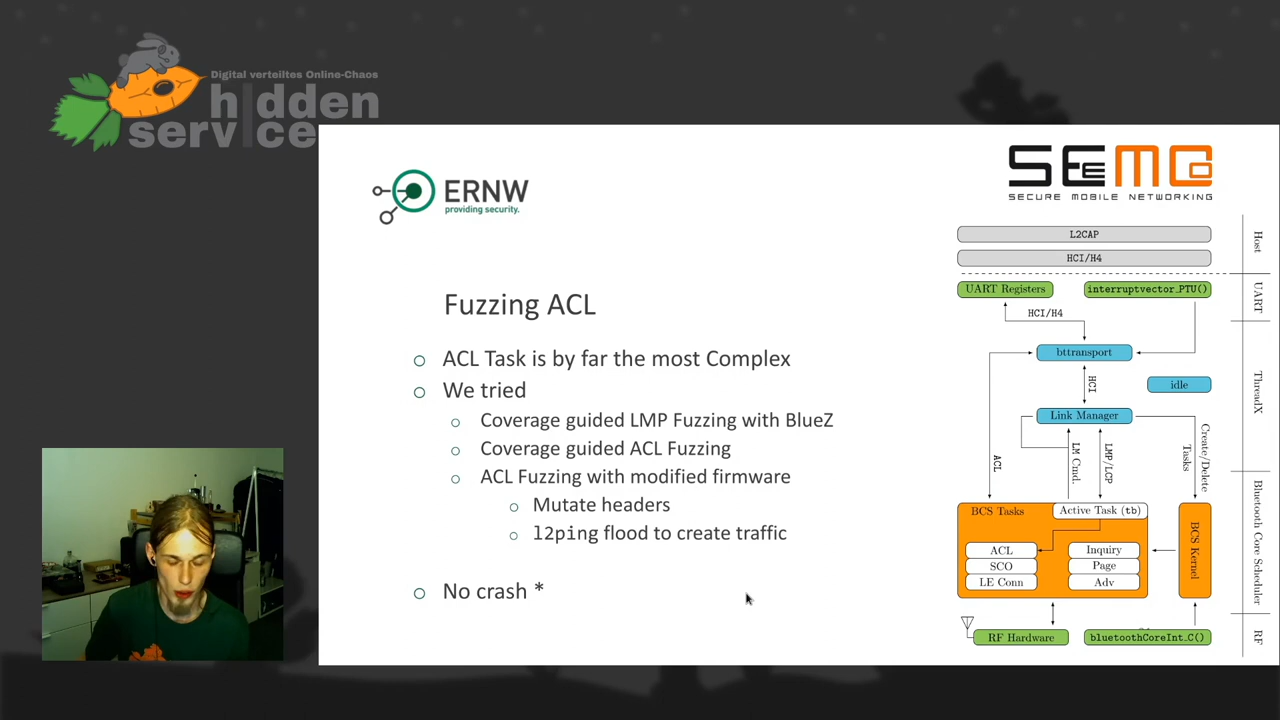 Digital verteiltes Online-Chaos
hidden
service
ERNW
providing security.
SEEMOO
SECURE MOBILE NETWORKING
Fuzzing ACL
ACL Task is by far the most Complex
We tried
Coverage guided LMP Fuzzing with BlueZ
Coverage guided ACL Fuzzing
ACL Fuzzing with modified firmware
Mutate headers
l2ping flood to create traffic
No crash *
L2CAP
HCI/H4
Host
UART Registers
interruptvector_PTU()
UART
HCI/H4
bttransport
HCI
idle
ThreadX
Link Manager
ACL
LM Cmd.
LMP/LCP
Create/Delete
Tasks
BCS Tasks
Active Task (tb)
ACL
SCO
LE Conn
Inquiry
Page
Adv
BCS Kernel
Bluetooth Core Scheduler
RF Hardware
bluetoothCoreInt_C()
RF